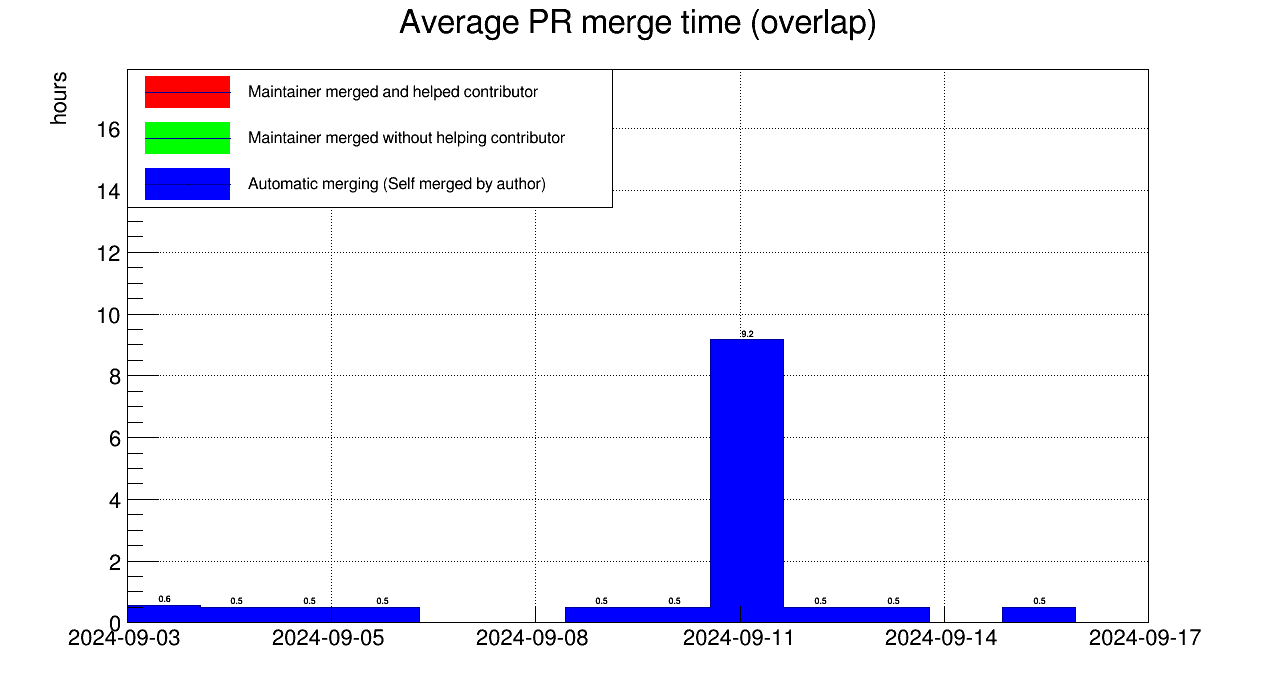 Average PR merge time (overlap)
hours
Maintainer merged and helped contributor
Maintainer merged without helping contributor
Automatic merging (Self merged by author)
16
14
12
10
8
6
4
2
0
9.2
0.6 0.5 0.5 0.5 0.5 0.5 0.5 0.5 0.5
2024-09-03 2024-09-05 2024-09-08 2024-09-11 2024-09-14 2024-09-17